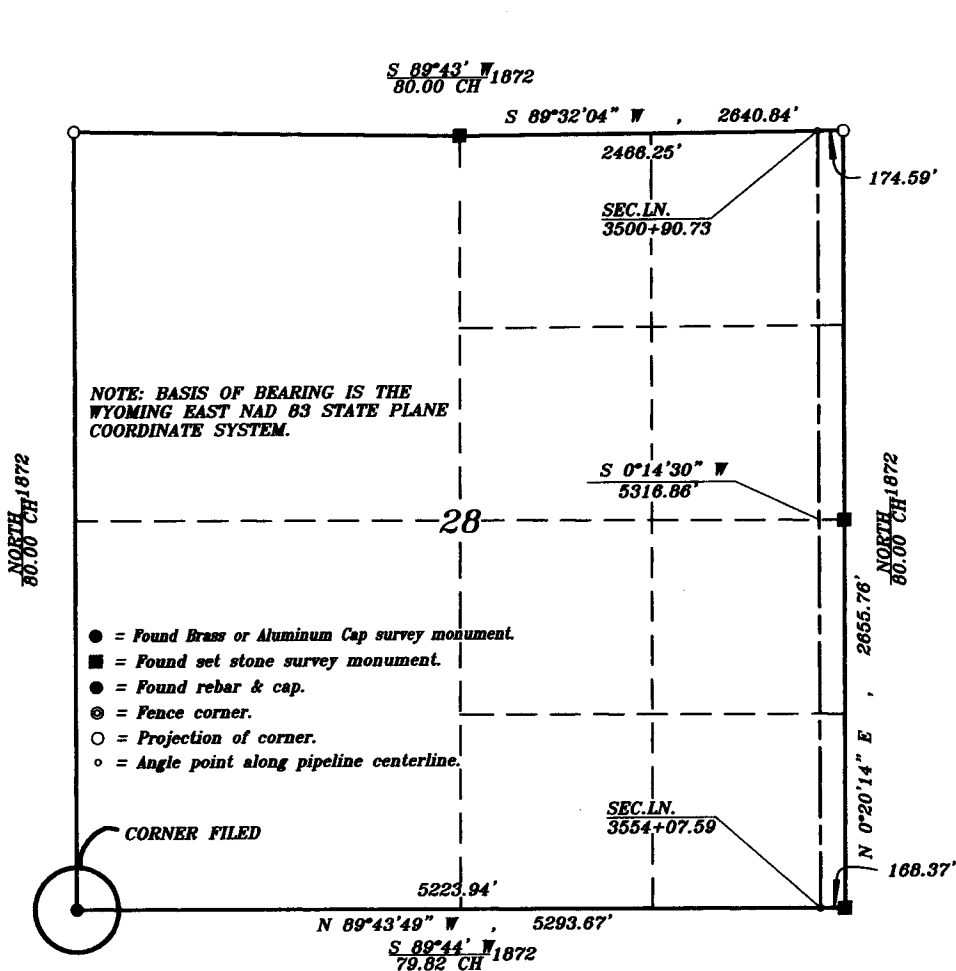 S 89°43' W
80.00 CH 1872
S 89°32'04" W , 2640.84'
2466.25'
174.59'
SEC.LN.
3500+90.73
NOTE: BASIS OF BEARING IS THE
WYOMING EAST NAD 83 STATE PLANE
COORDINATE SYSTEM.
S 0°14'30" W
5316.86'
NORTH
80.00 CH 1872
28
NORTH
80.00 CH 1872
N 0°20'14" E , 2655.76'
● = Found Brass or Aluminum Cap survey monument.
■ = Found set stone survey monument.
● = Found rebar & cap.
◎ = Fence corner.
○ = Projection of corner.
∘ = Angle point along pipeline centerline.
SEC.LN.
3554+07.59
CORNER FILED
168.37'
5223.94'
N 89°43'49" W , 5293.67'
S 89°44' W
79.82 CH 1872